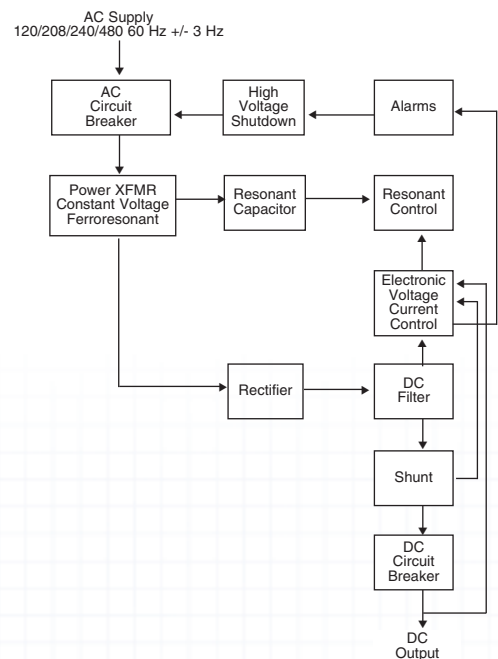 AC Supply
120/208/240/480 60 Hz +/- 3 Hz
AC
Circuit
Breaker
High
Voltage
Shutdown
Alarms
Power XFMR
Constant Voltage
Ferroresonant
Resonant
Capacitor
Resonant
Control
Electronic
Voltage
Current
Control
Rectifier
DC
Filter
Shunt
DC
Circuit
Breaker
DC
Output